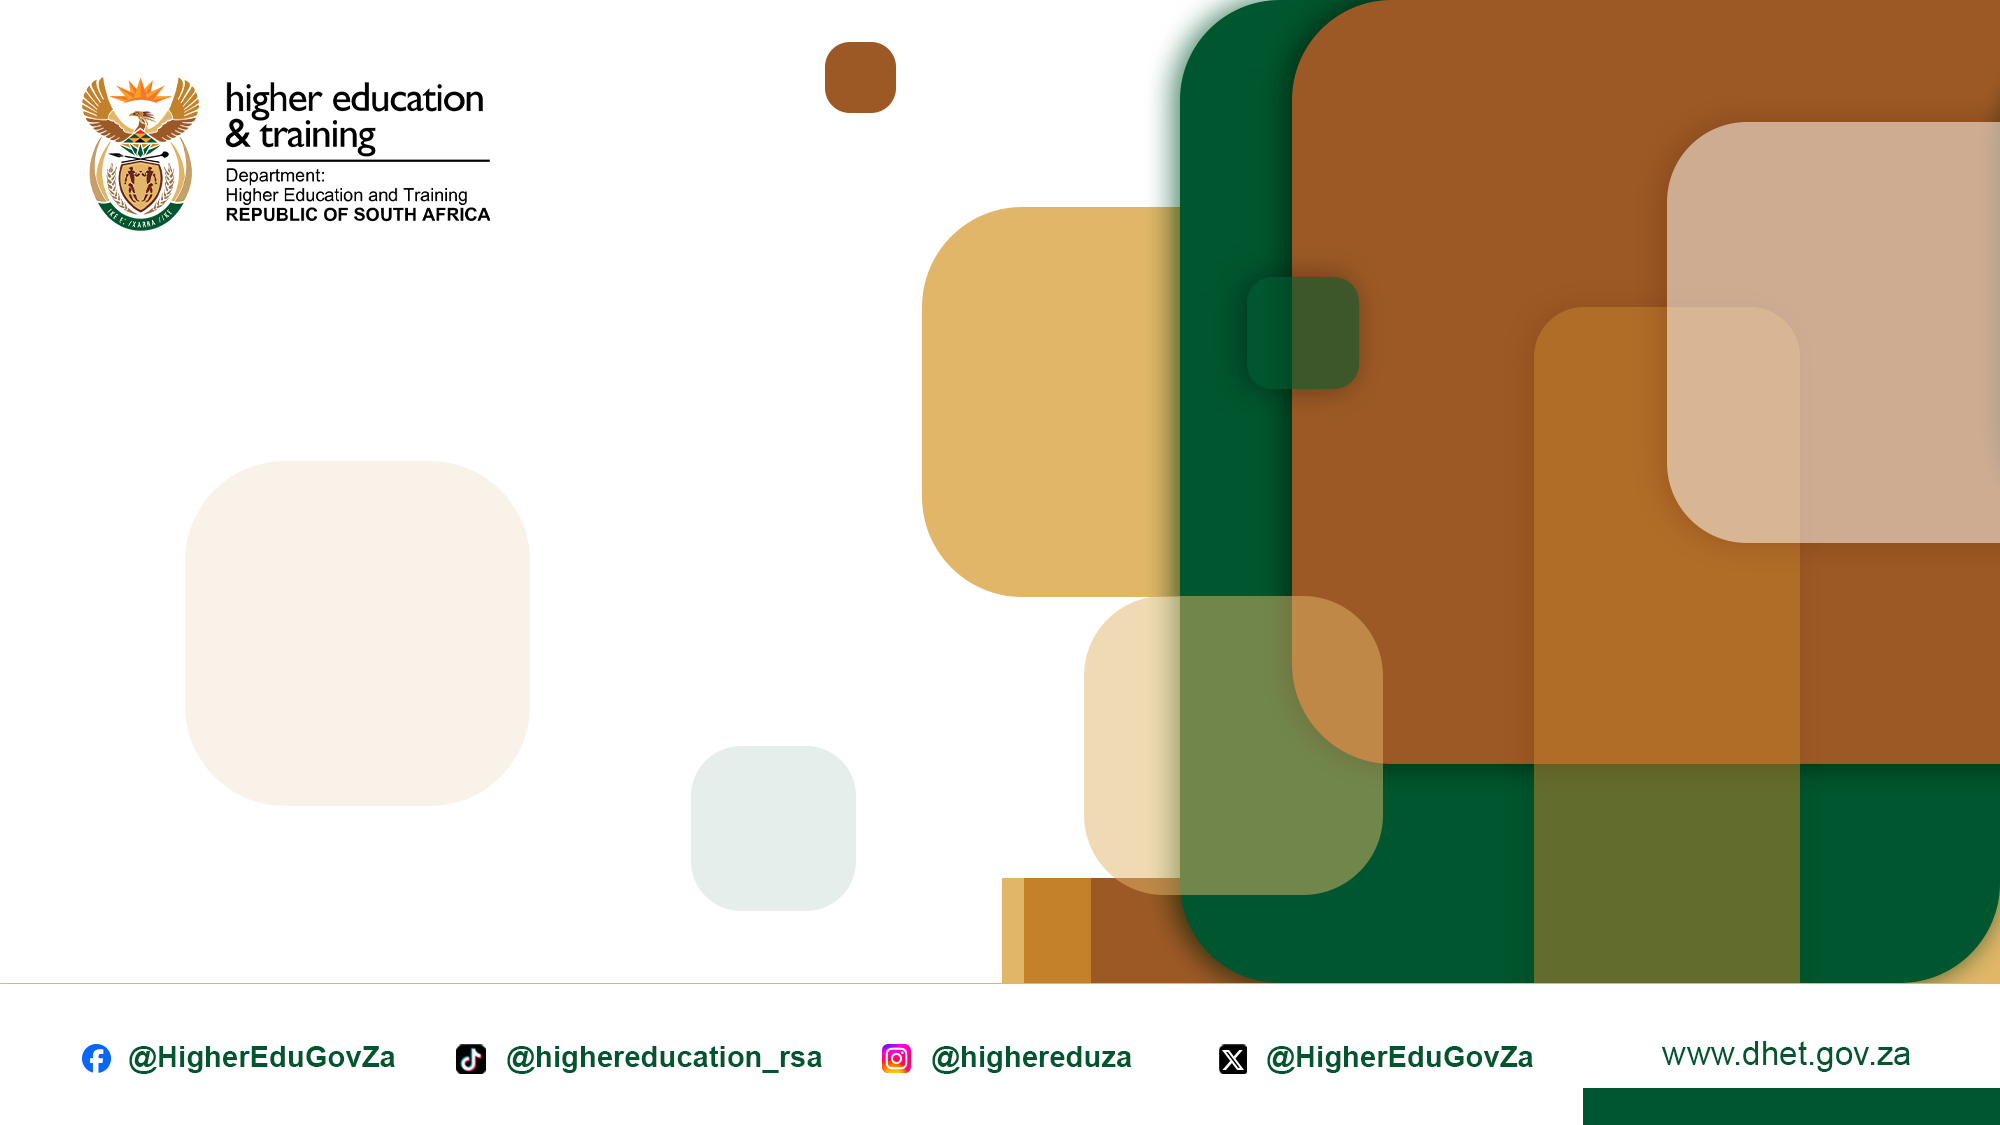 higher education
& training
Department:
Higher Education and Training
REPUBLIC OF SOUTH AFRICA
@HigherEduGovZa
@highereducation_rsa
@highereduza
@HigherEduGovZa
www.dhet.gov.za